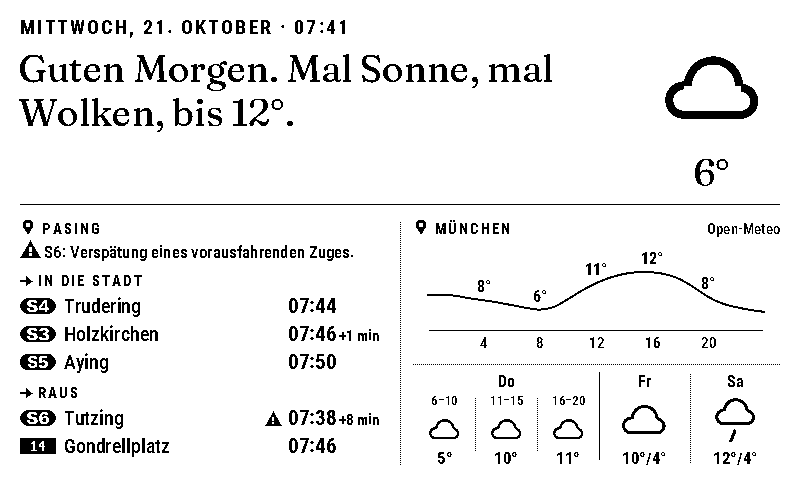 MITTWOCH, 21. OKTOBER · 07:41
Guten Morgen. Mal Sonne, mal
Wolken, bis 12°.
6°
PASING
S6: Verspätung eines vorausfahrenden Zuges.
→ IN DIE STADT
S4 Trudering 07:44
S3 Holzkirchen 07:46 +1 min
S5 Aying 07:50
→ RAUS
S6 Tutzing 07:38 +8 min
14 Gondrellplatz 07:46
MÜNCHEN Open-Meteo
8° 6° 11° 12° 8°
4 8 12 16 20
Do Fr Sa
6–10 11–15 16–20
5° 10° 11° 10°/4° 12°/4°